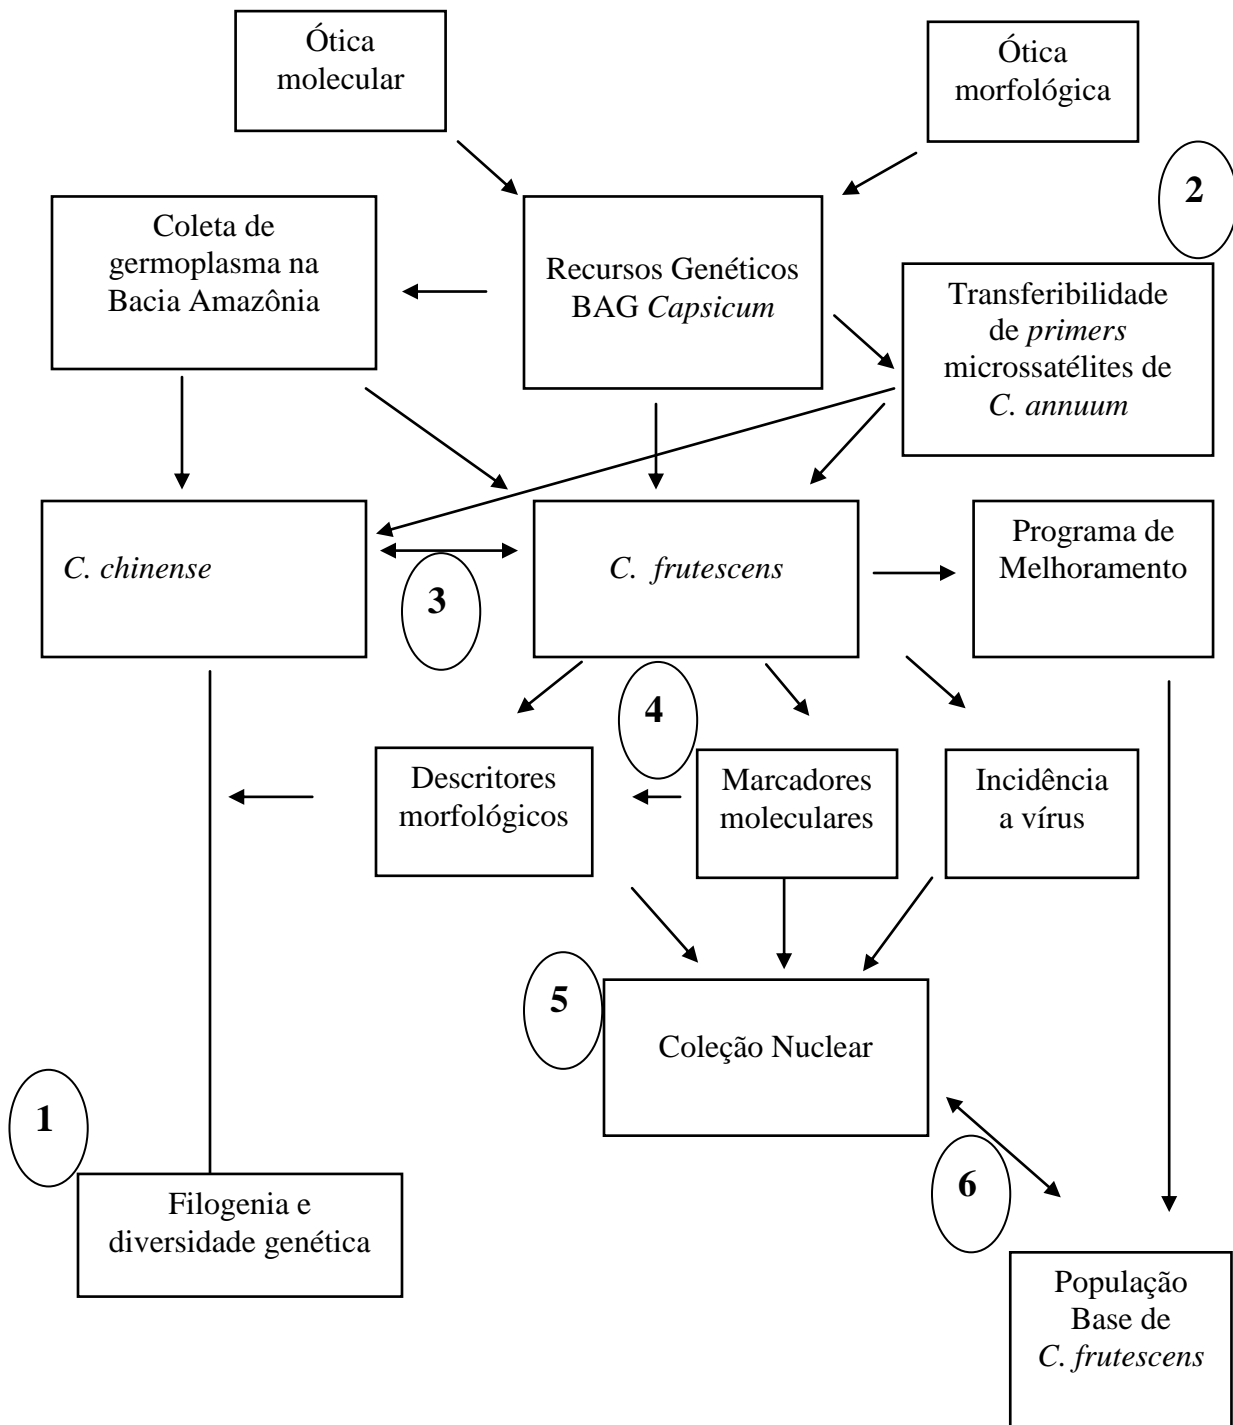 Ótica
molecular
Ótica
morfológica
2
Coleta de
germoplasma na
Bacia Amazônia
Recursos Genéticos
BAG Capsicum
Transferibilidade
de primers
microssatélites de
C. annuum
C. chinense
3
C. frutescens
Programa de
Melhoramento
4
Descritores
morfológicos
Marcadores
moleculares
Incidência
a vírus
5
Coleção Nuclear
1
Filogenia e
diversidade genética
6
População
Base de
C. frutescens